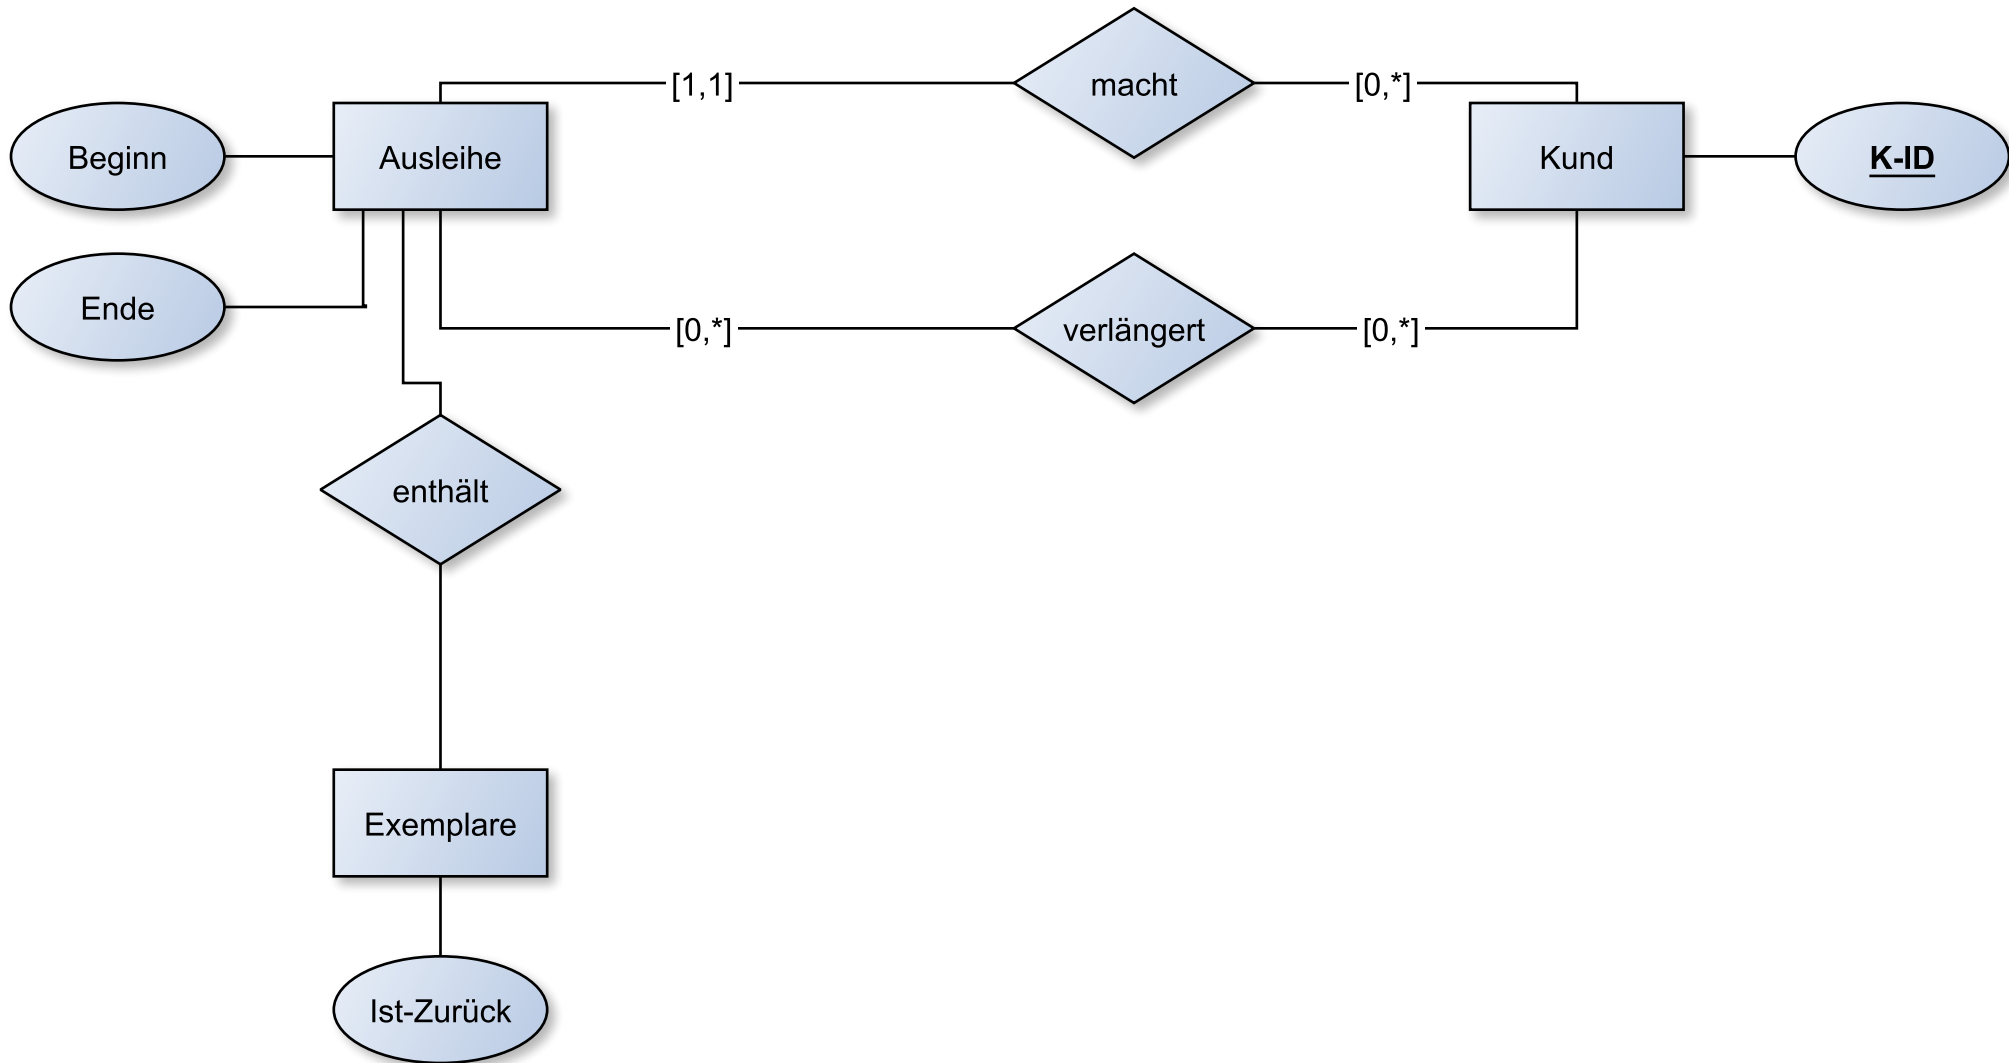 [1,1]
macht
[0,*]
Beginn
Ausleihe
Kund
K-ID
Ende
[0,*]
verlängert
[0,*]
enthält
Exemplare
Ist-Zurück